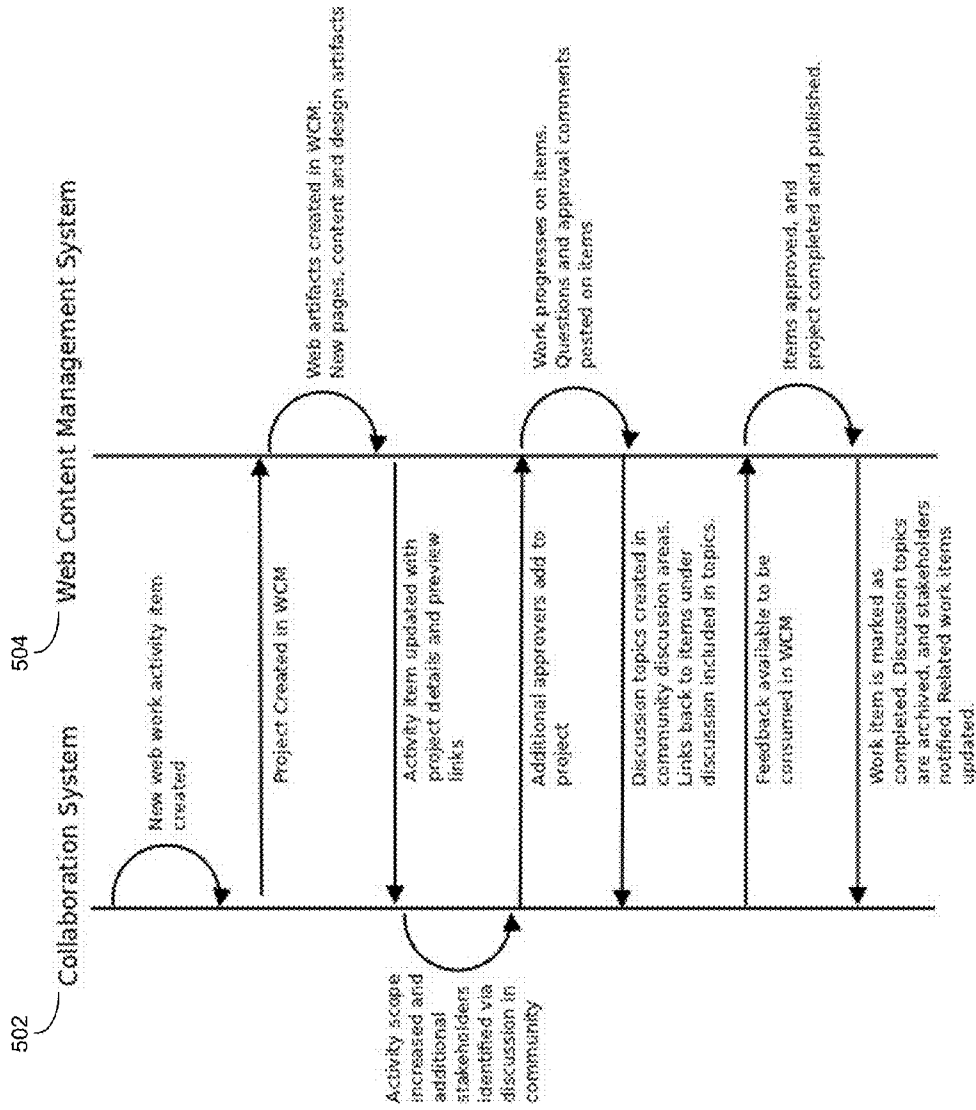 502
Collaboration System
504
Web Content Management System
New web work activity item
created
Project Created in WCM
Web artifacts created in WCM.
New pages, content and design artifacts
Activity item updated with
project details and preview
links
Activity scope
increased and
additional
stakeholders
identified via
discussion in
community
Additional approvers add to
project
Work progresses on items.
Questions and approval comments
posted on items
Discussion topics created in
community discussion areas.
Links back to items under
discussion included in topics.
Feedback available to be
consumed in WCM
Items approved, and
project completed and published.
Work item is marked as
completed. Discussion topics
are archived, and stakeholders
notified. Related work items
updated.